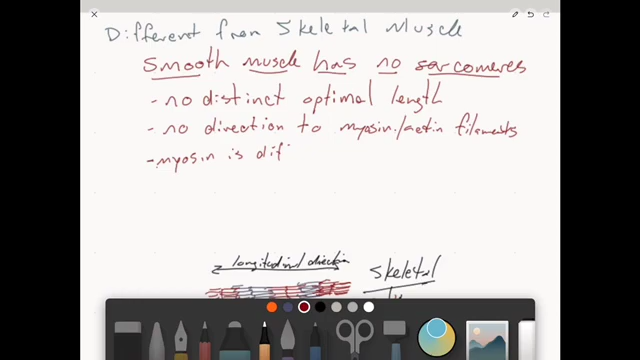 Different from Skeletal Muscle
Smooth muscle has no sarcomeres
- no distinct optimal length
- no direction to myosin/actin filaments
- myosin is dif
longitudinal direction
skeletal